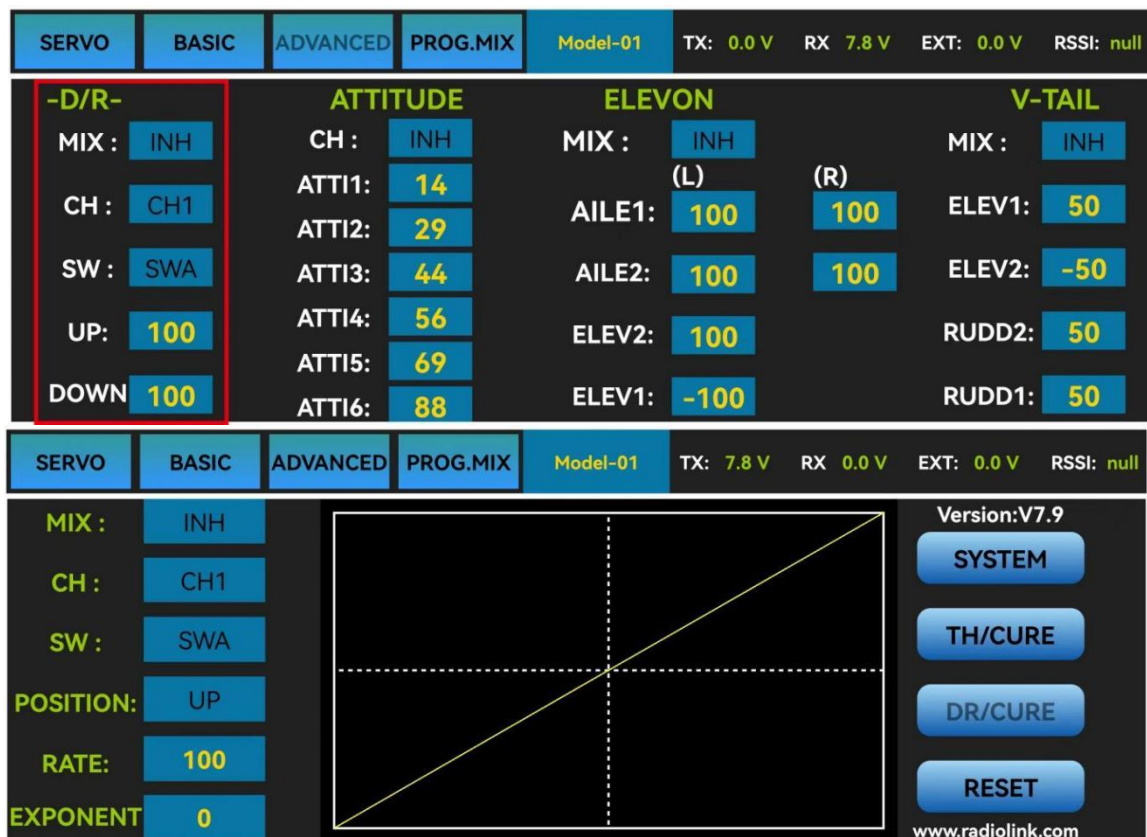 SERVO BASIC ADVANCED PROG.MIX Model-01 TX: 0.0 V RX 7.8 V EXT: 0.0 V RSSI: null
-D/R- ATTITUDE ELEVON V-TAIL
MIX : INH
CH : CH1
SW : SWA
UP: 100
DOWN 100
CH : INH
ATTI1: 14
ATTI2: 29
ATTI3: 44
ATTI4: 56
ATTI5: 69
ATTI6: 88
MIX : INH
(L) (R)
AILE1: 100 100
AILE2: 100 100
ELEV2: 100
ELEV1: -100
MIX : INH
ELEV1: 50
ELEV2: -50
RUDD2: 50
RUDD1: 50
SERVO BASIC ADVANCED PROG.MIX Model-01 TX: 7.8 V RX 0.0 V EXT: 0.0 V RSSI: null
MIX : INH
CH : CH1
SW : SWA
POSITION: UP
RATE: 100
EXPONENT 0
Version:V7.9
SYSTEM
TH/CURE
DR/CURE
RESET
www.radiolink.com